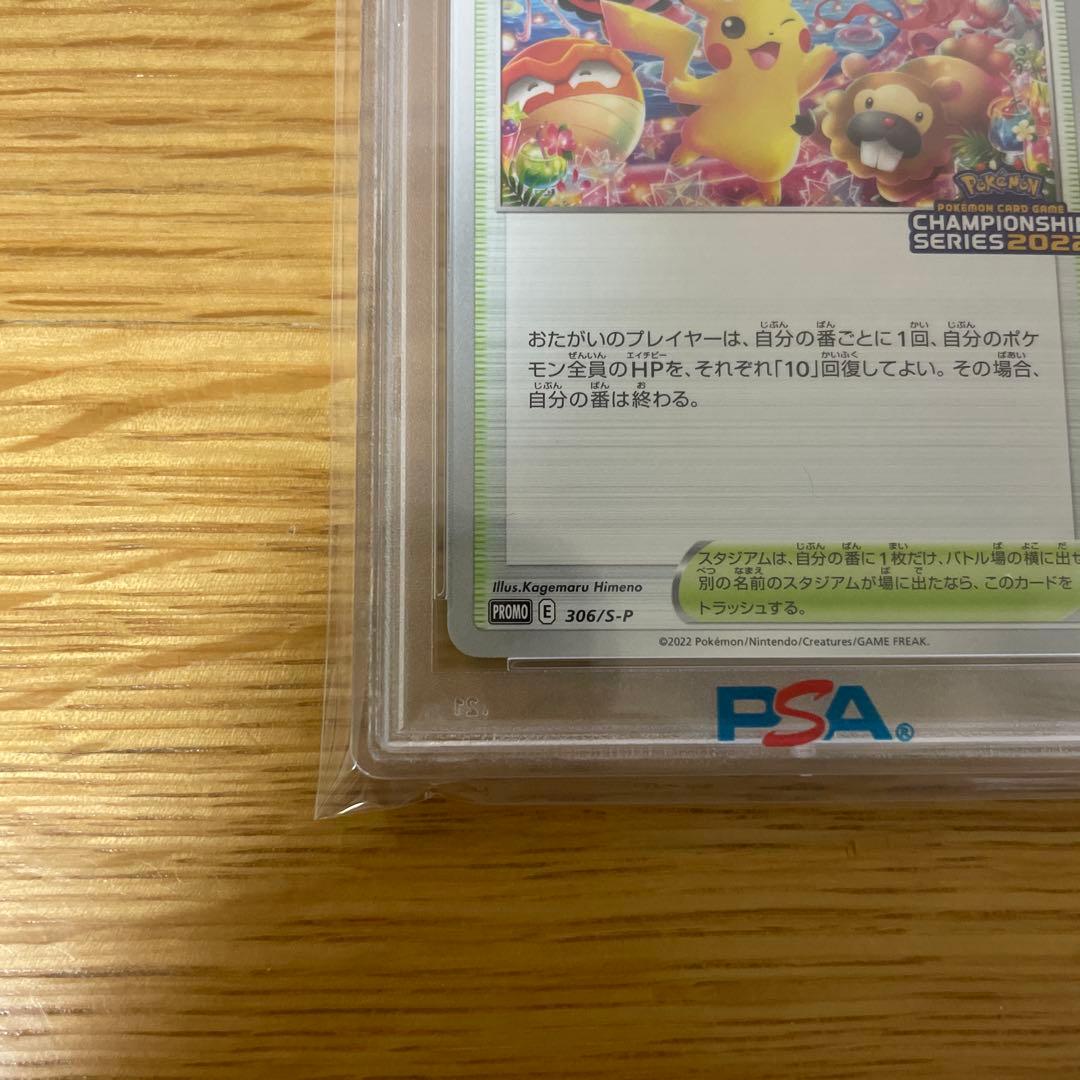 POKÉMON
POKÉMON CARD GAME
CHAMPIONSHIP
SERIES 2022
おたがいのプレイヤーは、自分の番ごとに1回、自分のポケ
モン全員のHPを、それぞれ「10」回復してよい。その場合、
自分の番は終わる。
スタジアムは、自分の番に1枚だけ、バトル場の横に出せ
別の名前のスタジアムが場に出たなら、このカードを
トラッシュする。
Illus.Kagemaru Himeno
PROMO E 306/S-P
©2022 Pokémon/Nintendo/Creatures/GAME FREAK.
PSA®